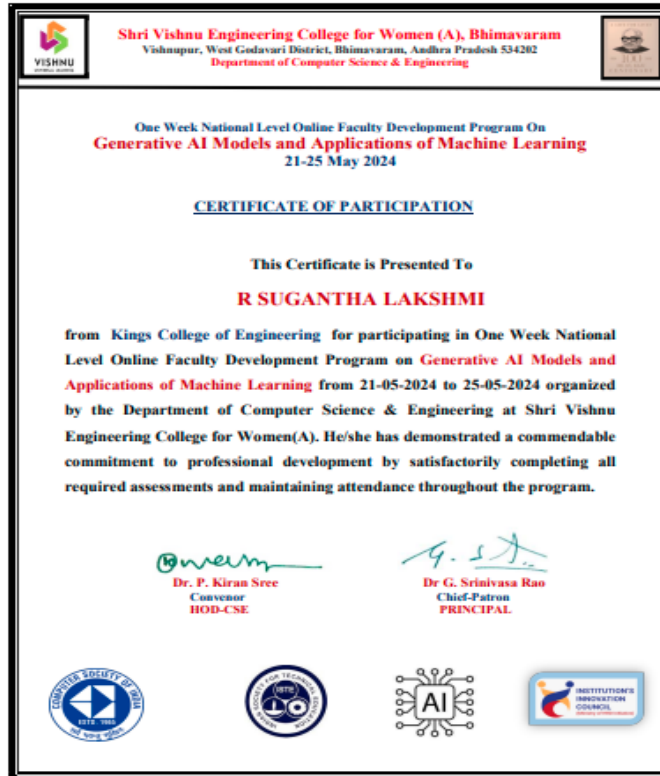 Shri Vishnu Engineering College for Women (A), Bhimavaram
Vishnupur, West Godavari District, Bhimavaram, Andhra Pradesh 534202
Department of Computer Science & Engineering
VISHNU
One Week National Level Online Faculty Development Program On
Generative AI Models and Applications of Machine Learning
21-25 May 2024
CERTIFICATE OF PARTICIPATION
This Certificate is Presented To
R SUGANTHA LAKSHMI
from Kings College of Engineering for participating in One Week National
Level Online Faculty Development Program on Generative AI Models and
Applications of Machine Learning from 21-05-2024 to 25-05-2024 organized
by the Department of Computer Science & Engineering at Shri Vishnu
Engineering College for Women(A). He/she has demonstrated a commendable
commitment to professional development by satisfactorily completing all
required assessments and maintaining attendance throughout the program.
Dr. P. Kiran Sree
Convenor
HOD-CSE
Dr G. Srinivasa Rao
Chief-Patron
PRINCIPAL
COMPUTER SOCIETY OF INDIA
ESTD. 1965
INDIAN SOCIETY FOR TECHNICAL EDUCATION
ISTE
AI
INSTITUTION'S
INNOVATION
COUNCIL